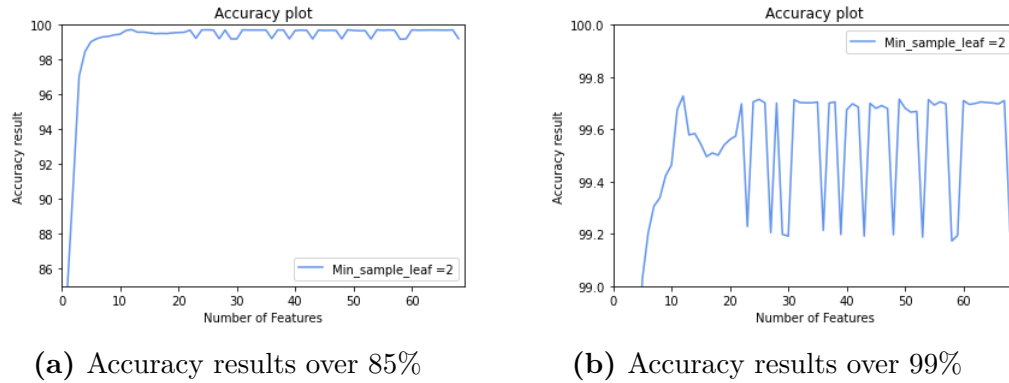 Accuracy plot
100
98
96
94
92
90
88
86
Accuracy result
Min_sample_leaf =2
0 10 20 30 40 50 60
Number of Features
(a) Accuracy results over 85%
Accuracy plot
100.0
99.8
99.6
99.4
99.2
99.0
Accuracy result
Min_sample_leaf =2
0 10 20 30 40 50 60
Number of Features
(b) Accuracy results over 99%